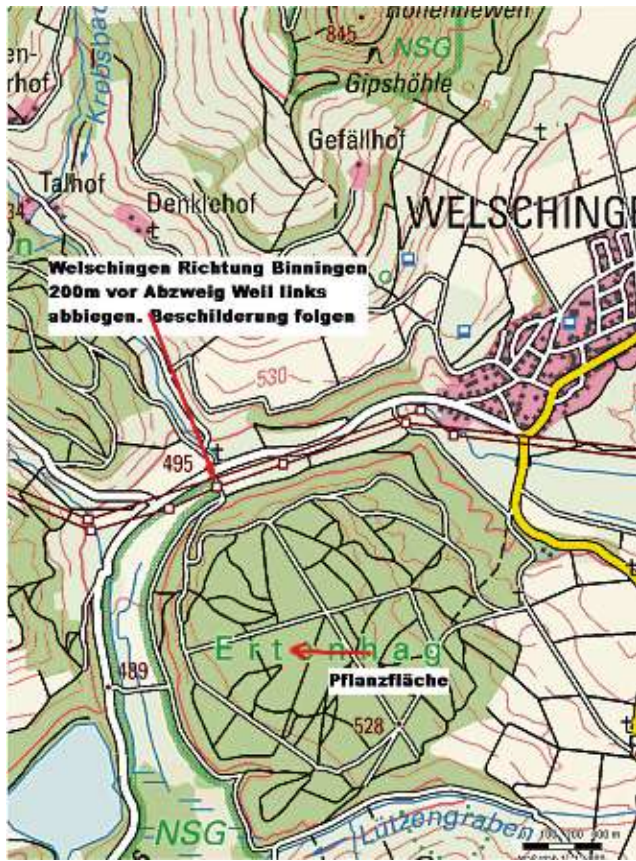 Hohenhewen
845
NSG
Gipshöhle
Krebsbach
Gefällhof
Talhof
Denklehof
WELSCHINGE
Welschingen Richtung Binningen
200m vor Abzweig Weil links
abbiegen. Beschilderung folgen
530
495
Ertenhag
Pflanzfläche
489
528
NSG
Lützengraben